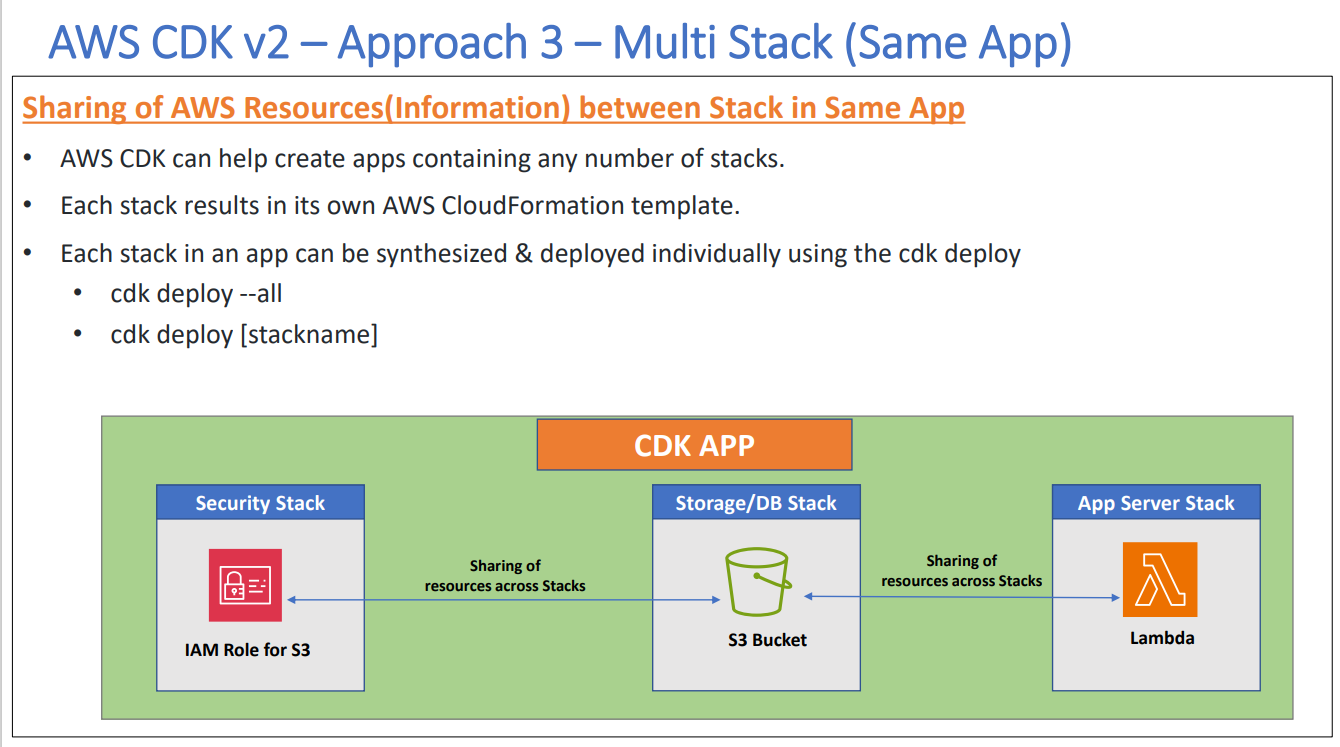 AWS CDK v2 – Approach 3 – Multi Stack (Same App)
Sharing of AWS Resources(Information) between Stack in Same App
• AWS CDK can help create apps containing any number of stacks.
• Each stack results in its own AWS CloudFormation template.
• Each stack in an app can be synthesized & deployed individually using the cdk deploy
• cdk deploy --all
• cdk deploy [stackname]
CDK APP
Security Stack
Storage/DB Stack
App Server Stack
Sharing of
resources across Stacks
Sharing of
resources across Stacks
IAM Role for S3
S3 Bucket
Lambda